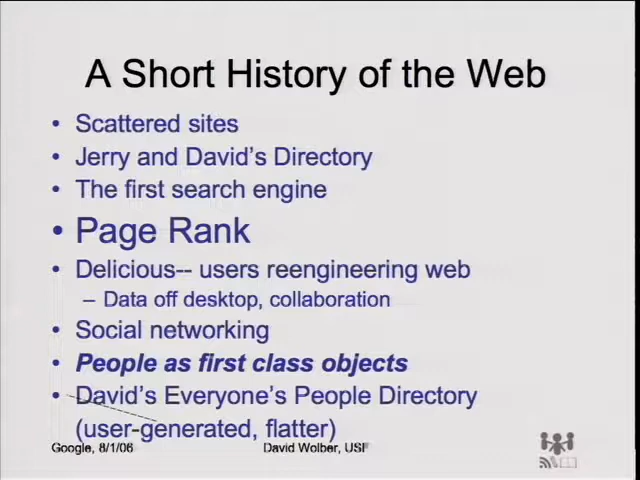 A Short History of the Web
• Scattered sites
• Jerry and David's Directory
• The first search engine
• Page Rank
• Delicious-- users reengineering web
– Data off desktop, collaboration
• Social networking
• People as first class objects
• David's Everyone's People Directory
(user-generated, flatter)
Google, 8/1/06 David Wolber, USF